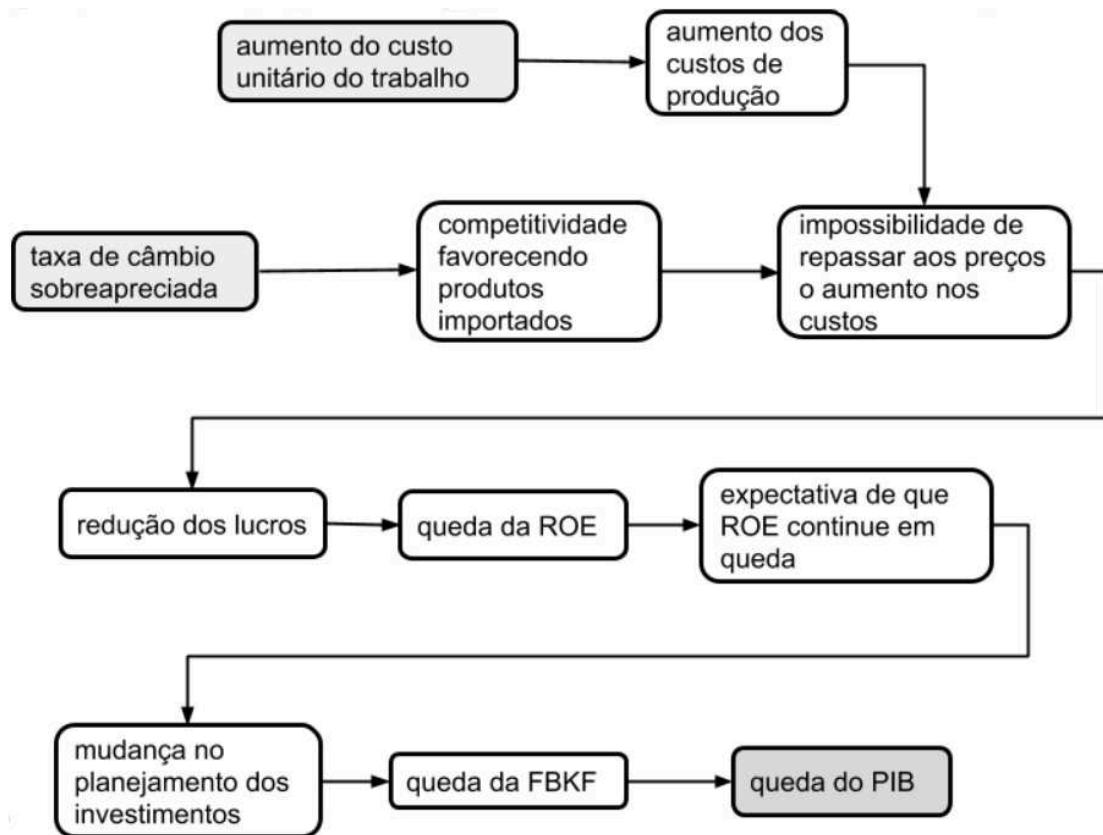 aumento do custo
unitário do trabalho
aumento dos
custos de
produção
taxa de câmbio
sobreapreciada
competitividade
favorecendo
produtos
importados
impossibilidade de
repassar aos preços
o aumento nos
custos
redução dos lucros
queda da ROE
expectativa de que
ROE continue em
queda
mudança no
planejamento dos
investimentos
queda da FBKF
queda do PIB